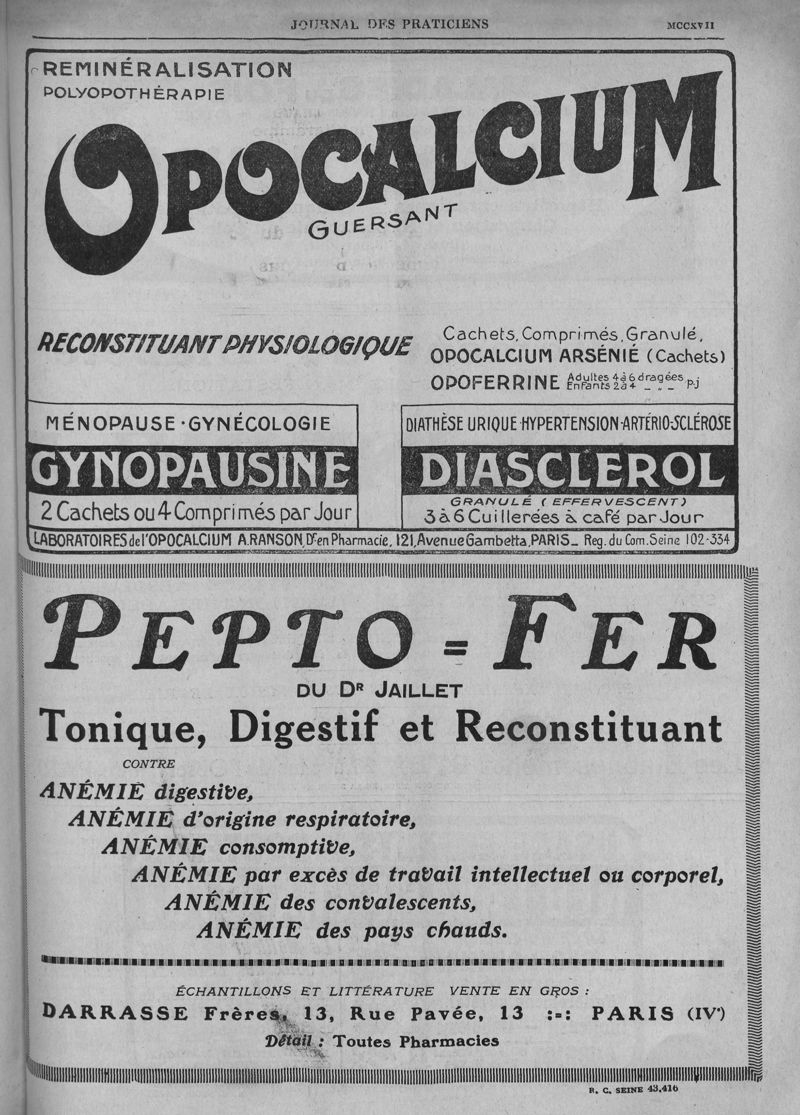 JOURNAL DES PRATICIENS
MCCXVII
REMINÉRALISATION
POLYOPOTHÉRAPIE
OPOCALCIUM
GUERSANT
RECONSTITUANT PHYSIOLOGIQUE
Cachets, Comprimés, Granulé,
OPOCALCIUM ARSÉNIÉ (Cachets)
OPOFERRINE Adultes 4 à 6 dragées
Enfants 2 à 4 _ „ _ p.j
MÉNOPAUSE·GYNÉCOLOGIE
GYNOPAUSINE
2 Cachets ou 4 Comprimés par Jour
DIATHÈSE URIQUE·HYPERTENSION·ARTÉRIO-SCLÉROSE
DIASCLEROL
GRANULÉ (EFFERVESCENT)
3 à 6 Cuillerées à café par Jour
LABORATOIRES de l'OPOCALCIUM A.RANSON, Dr en Pharmacie, 121, Avenue Gambetta, PARIS_ Reg. du Com. Seine 102-334
PEPTO=FER
DU DR JAILLET
Tonique, Digestif et Reconstituant
CONTRE
ANÉMIE digestive,
ANÉMIE d'origine respiratoire,
ANÉMIE consomptive,
ANÉMIE par excès de travail intellectuel ou corporel,
ANÉMIE des convalescents,
ANÉMIE des pays chauds.
ÉCHANTILLONS ET LITTÉRATURE VENTE EN GROS :
DARRASSE Frères, 13, Rue Pavée, 13 :=: PARIS (IVe)
Détail : Toutes Pharmacies
R. C. SEINE 43.416